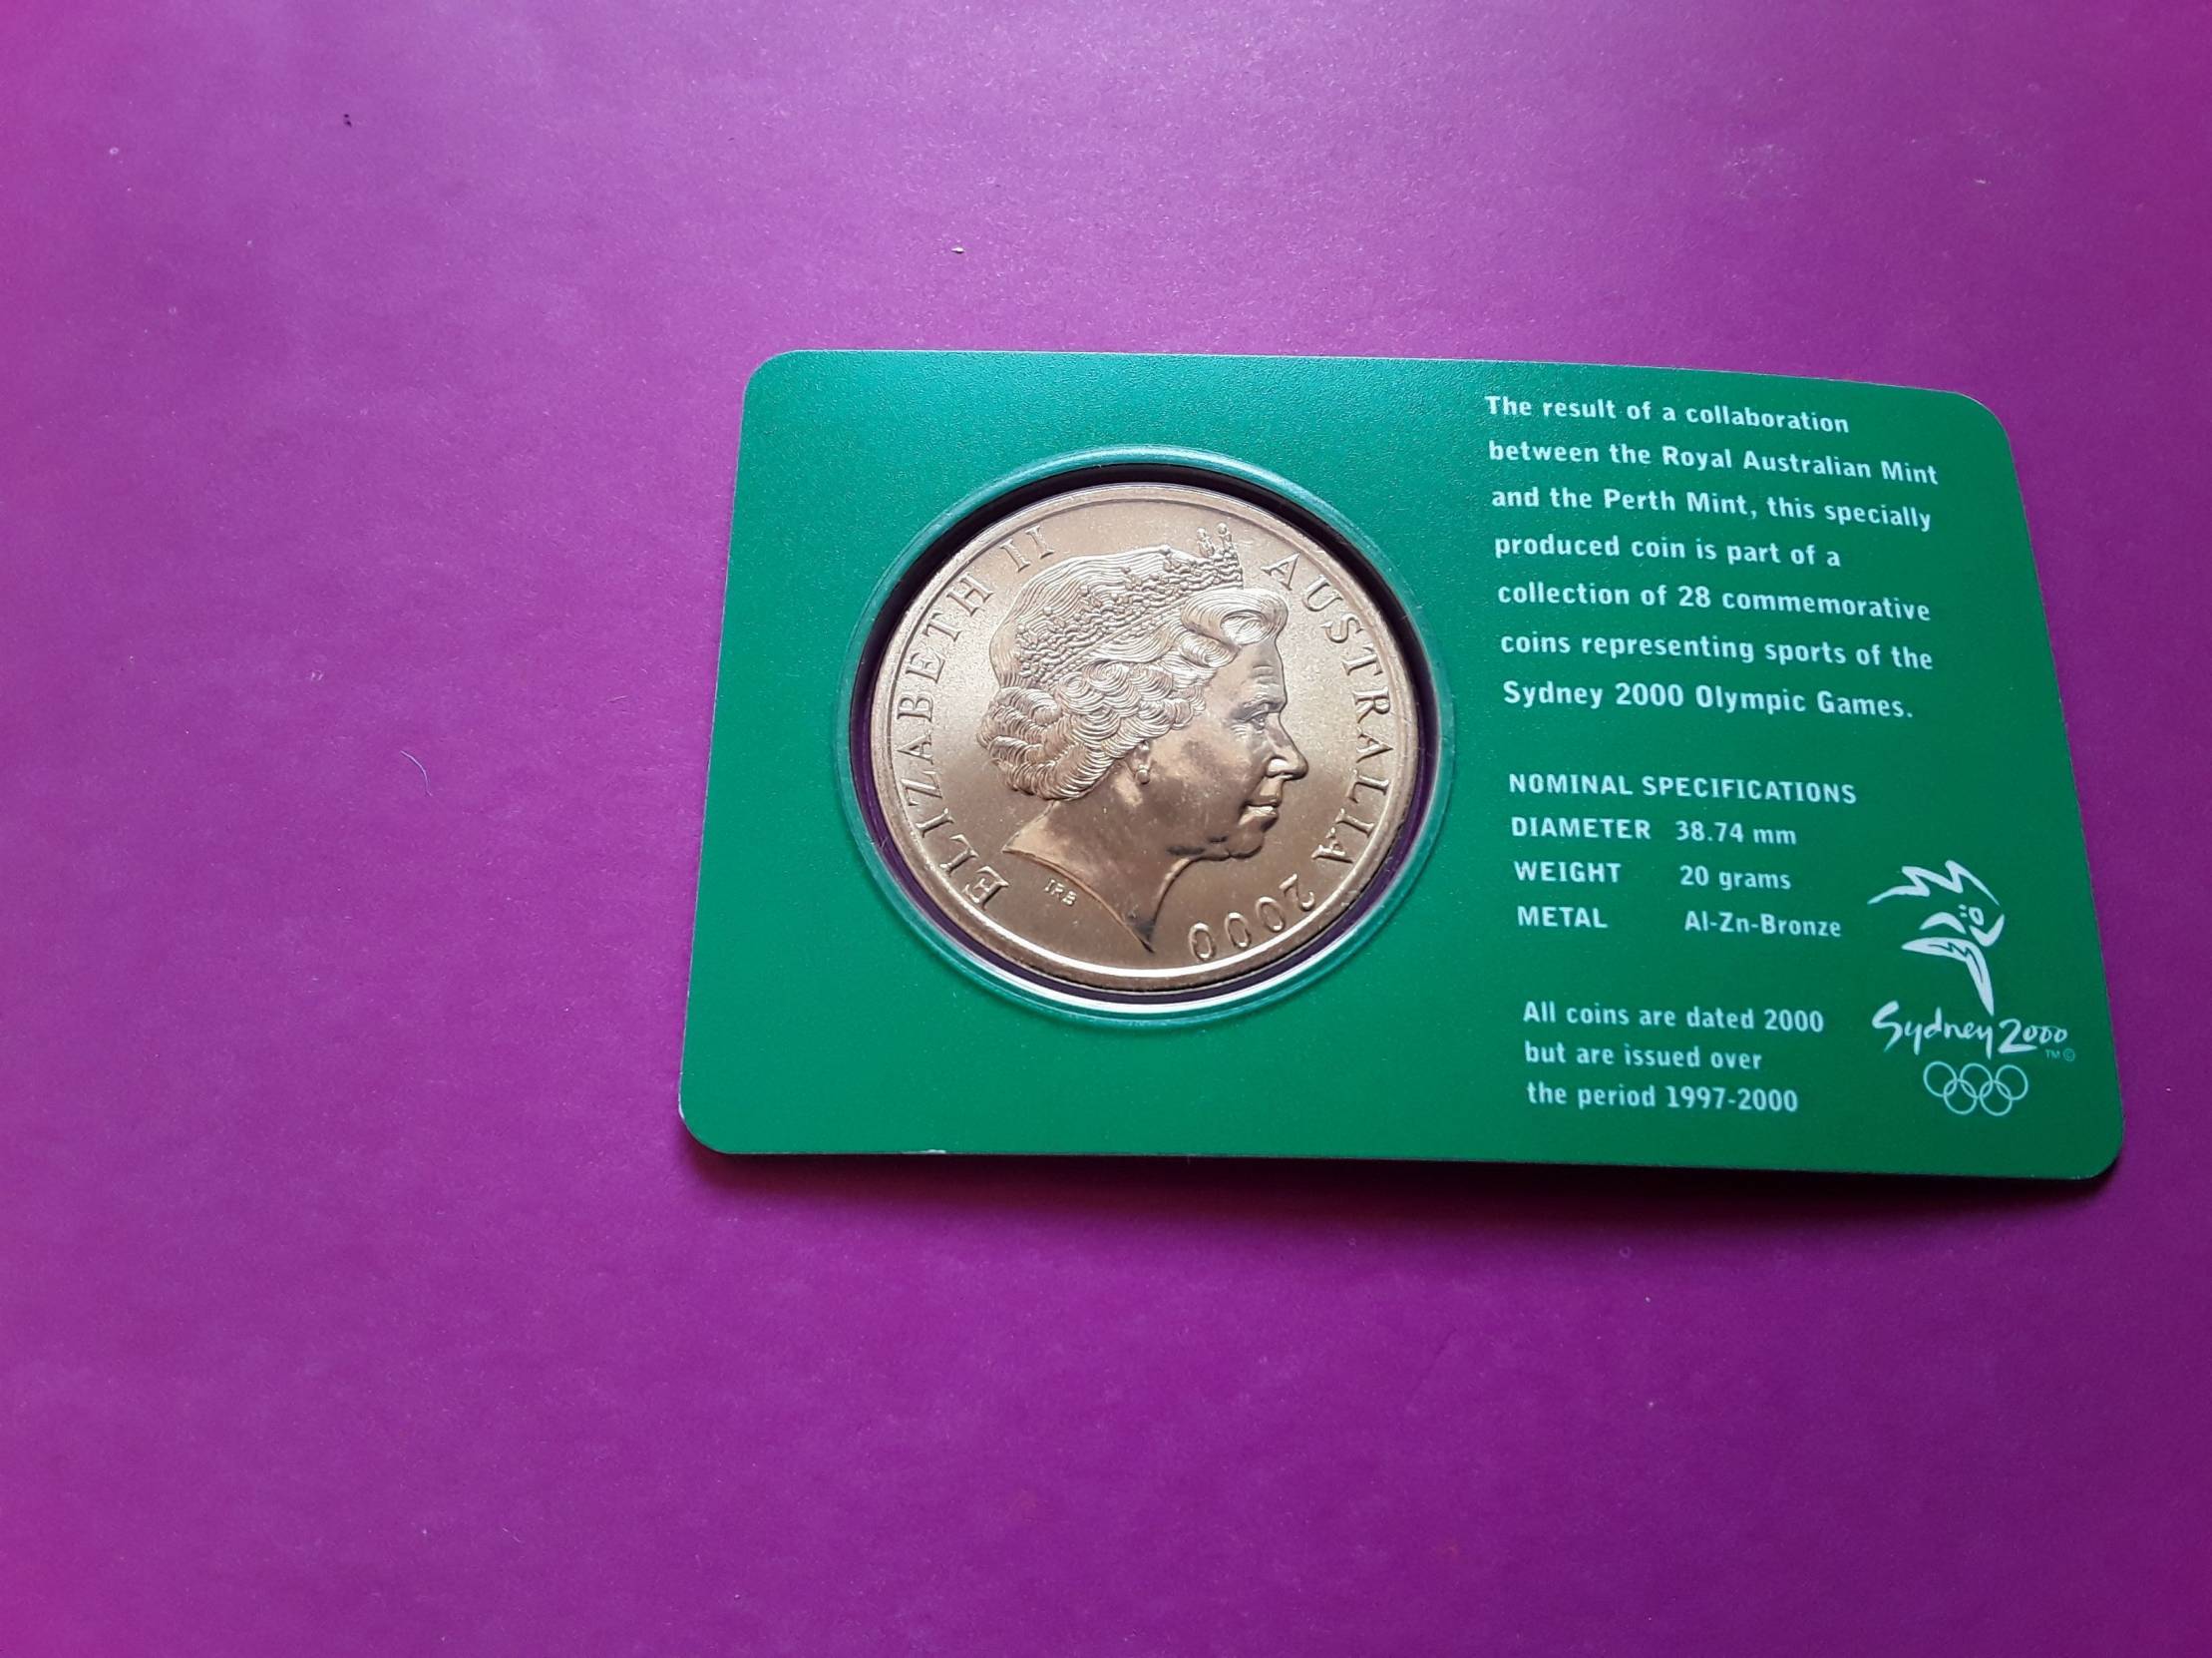 ELIZABETH II AUSTRALIA 2000
IRB
The result of a collaboration
between the Royal Australian Mint
and the Perth Mint, this specially
produced coin is part of a
collection of 28 commemorative
coins representing sports of the
Sydney 2000 Olympic Games.
NOMINAL SPECIFICATIONS
DIAMETER 38.74 mm
WEIGHT 20 grams
METAL Al-Zn-Bronze
All coins are dated 2000
but are issued over
the period 1997-2000
Sydney 2000
TM ©